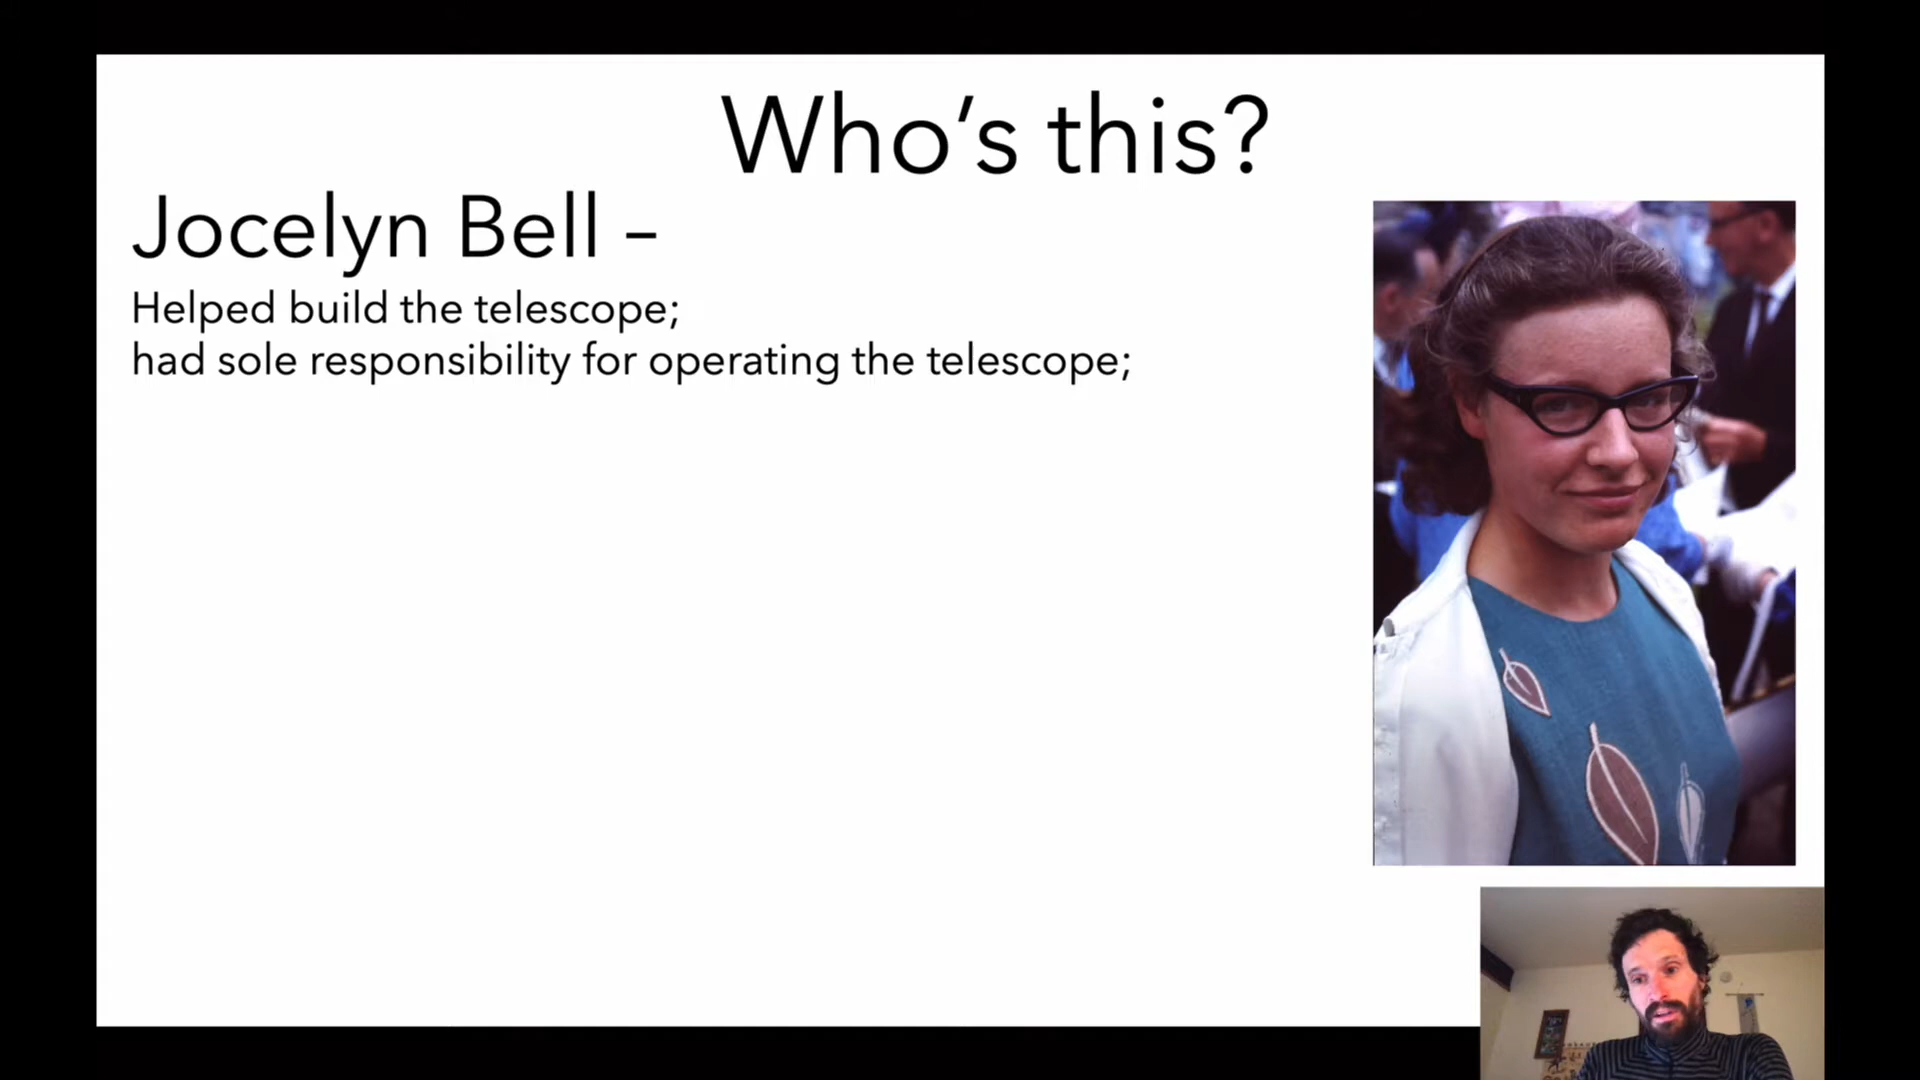 Who’s this?
Jocelyn Bell –
Helped build the telescope;
had sole responsibility for operating the telescope;